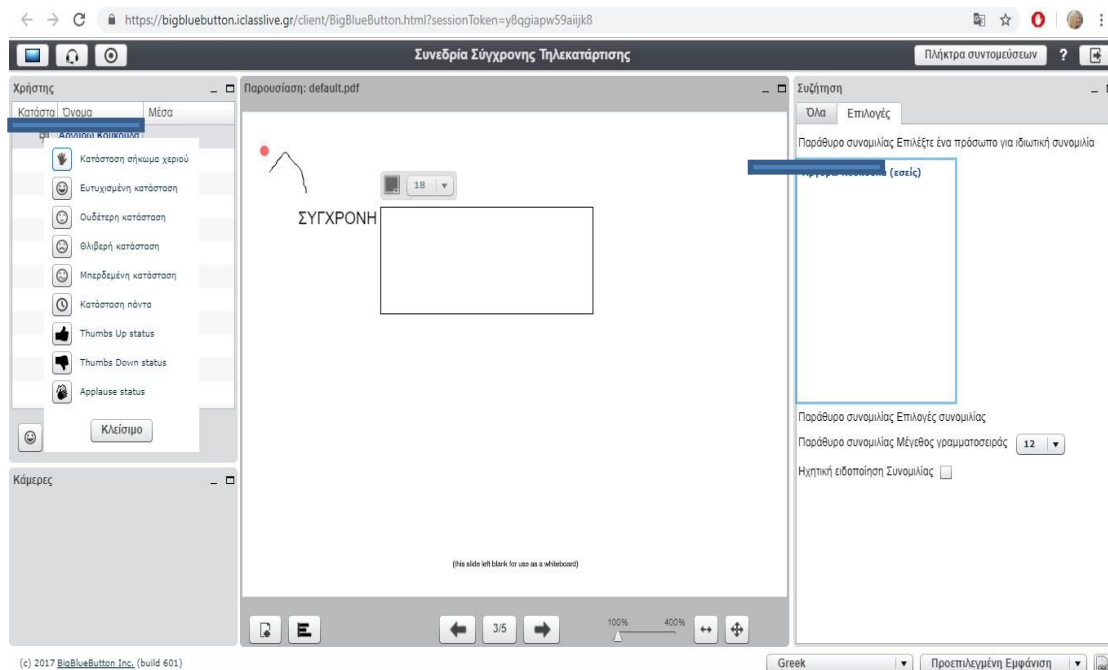 https://bigbluebutton.iclasslive.gr/client/BigBlueButton.html?sessionToken=y8qgiapw59aiijk8
Συνεδρία Σύγχρονης Τηλεκατάρτισης
Πλήκτρα συντομεύσεων
?
Χρήστης
Κατάστα Όνομα Μέσα
Κατάσταση σήκωμα χεριού
Ευτυχισμένη κατάσταση
Ουδέτερη κατάσταση
Θλιβερή κατάσταση
Μπερδεμένη κατάσταση
Κατάσταση πάντα
Thumbs Up status
Thumbs Down status
Applause status
Κλείσιμο
Κάμερες
Παρουσίαση: default.pdf
18
ΣΥΓΧΡΟΝΗ
(this slide left blank for use as a whiteboard)
3/5
100% 400%
Συζήτηση
Όλα Επιλογές
Παράθυρο συνομιλίας Επιλέξτε ένα πρόσωπο για ιδιωτική συνομιλία
(εσείς)
Παράθυρο συνομιλίας Επιλογές συνομιλίας
Παράθυρο συνομιλίας Μέγεθος γραμματοσειράς 12
Ηχητική ειδοποίηση Συνομιλίας
(c) 2017 BigBlueButton Inc. (build 601)
Greek
Προεπιλεγμένη Εμφάνιση